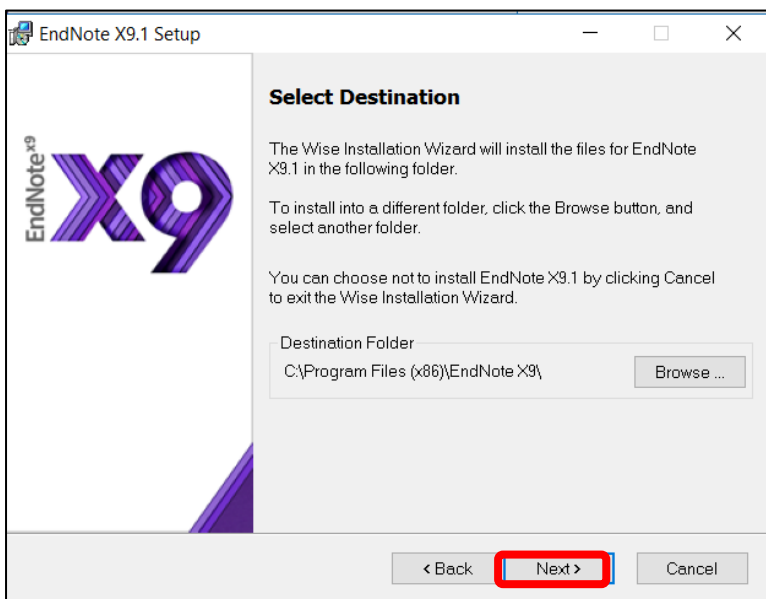 EndNote X9.1 Setup
EndNote x9
X9
Select Destination
The Wise Installation Wizard will install the files for EndNote
X9.1 in the following folder.
To install into a different folder, click the Browse button, and
select another folder.
You can choose not to install EndNote X9.1 by clicking Cancel
to exit the Wise Installation Wizard.
Destination Folder
C:\Program Files (x86)\EndNote X9\
Browse ...
< Back
Next >
Cancel